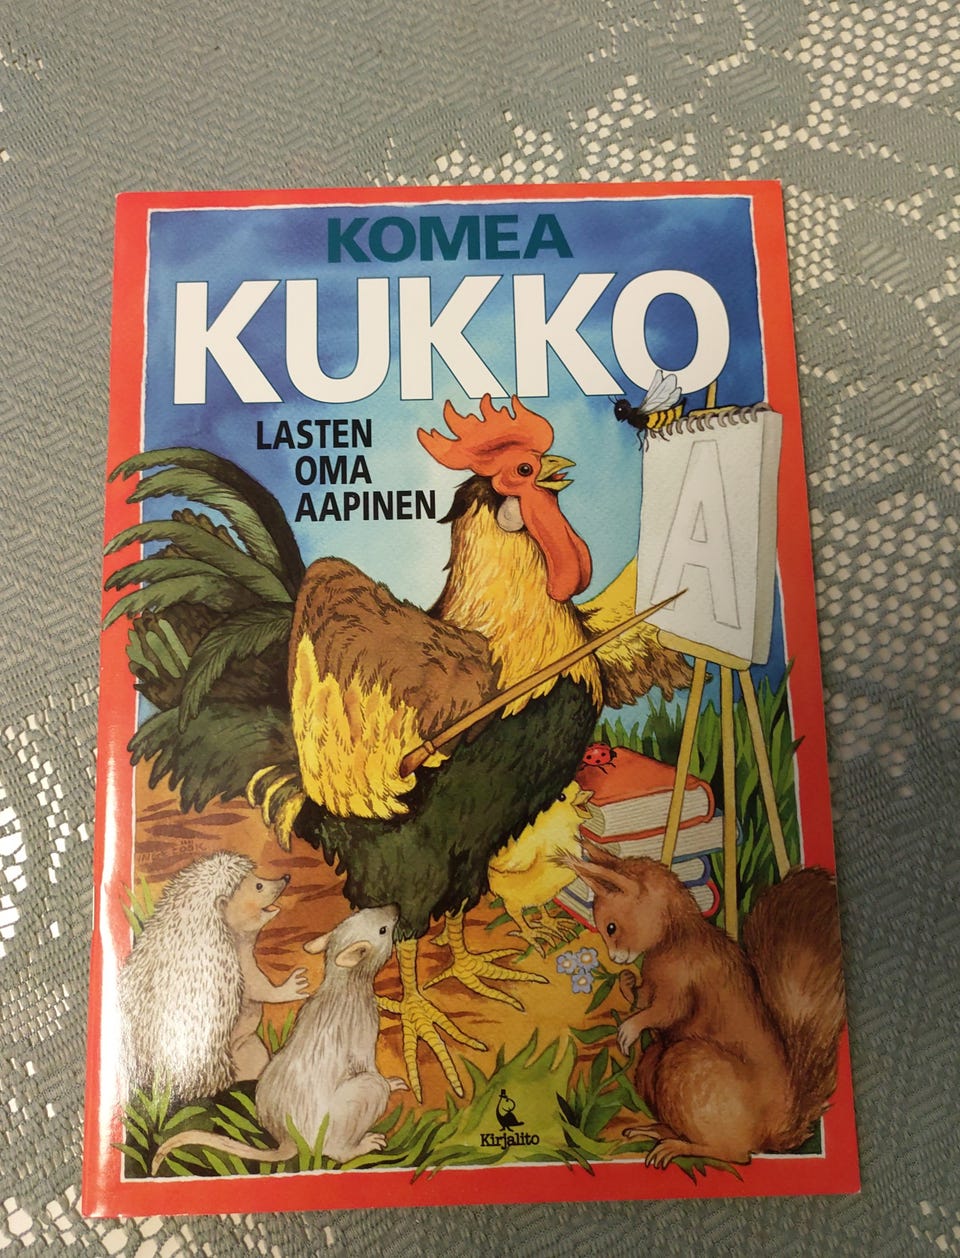 KOMEA
KUKKO
LASTEN
OMA
AAPINEN
A
Kirjalito